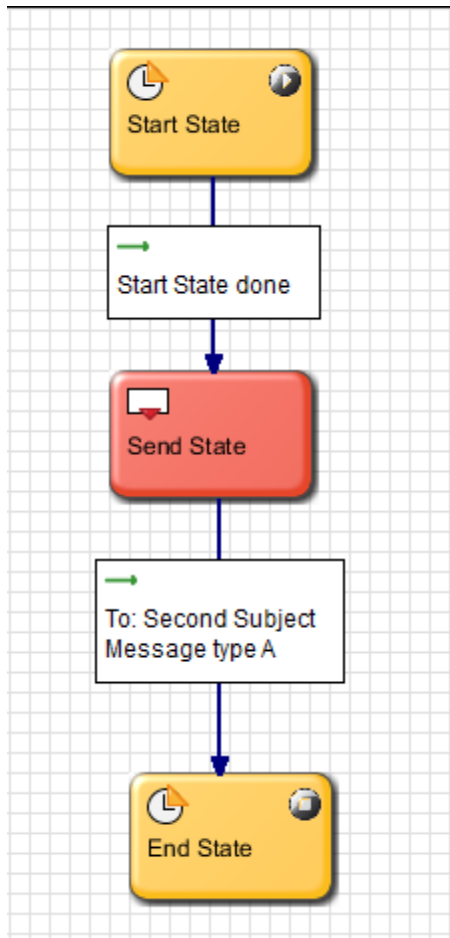 Start State
Start State done
Send State
To: Second Subject
Message type A
End State